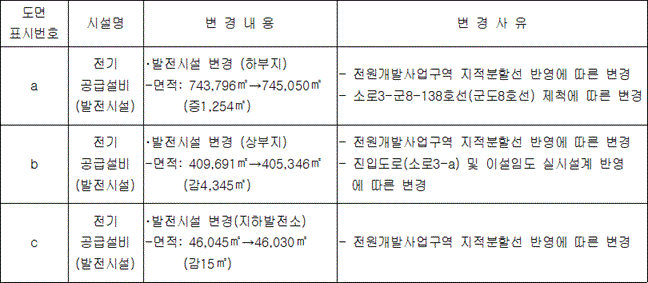 도면
표시번호
시설명
변 경 내 용
변 경 사 유
a
전기
공급설비
(발전시설)
·발전시설 변경 (하부지)
-면적: 743,796㎡→745,050㎡
(증1,254㎡)
- 전원개발사업구역 지적분할선 반영에 따른 변경
- 소로3-군8-138호선(군도8호선) 제척에 따른 변경
b
전기
공급설비
(발전시설)
·발전시설 변경 (상부지)
-면적: 409,691㎡→405,346㎡
(감4,345㎡)
- 전원개발사업구역 지적분할선 반영에 따른 변경
- 진입도로(소로3-a) 및 이설임도 실시설계 반영
에 따른 변경
c
전기
공급설비
(발전시설)
·발전시설 변경(지하발전소)
-면적: 46,045㎡→46,030㎡
(감15㎡)
- 전원개발사업구역 지적분할선 반영에 따른 변경